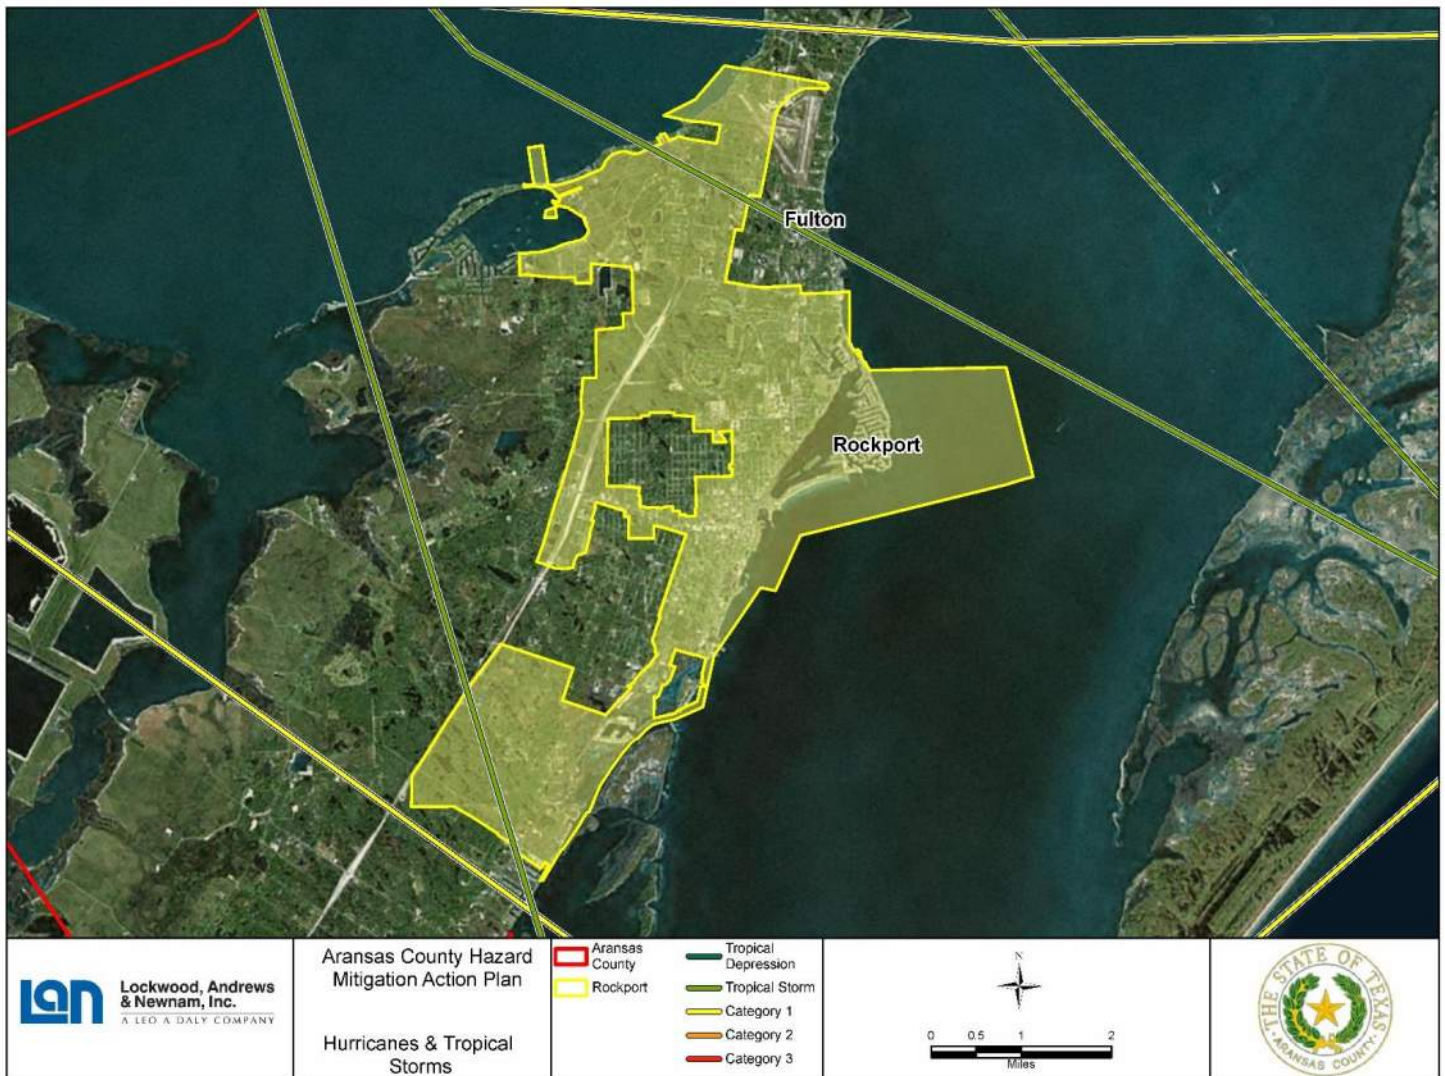 Fulton
Rockport
Lan
Lockwood, Andrews
& Newnam, Inc.
A LEO A DALY COMPANY
Aransas County Hazard
Mitigation Action Plan
Hurricanes & Tropical
Storms
Aransas
County
Rockport
Tropical
Depression
Tropical Storm
Category 1
Category 2
Category 3
N
0 0.5 1 2
Miles
THE STATE OF TEXAS
ARANSAS COUNTY